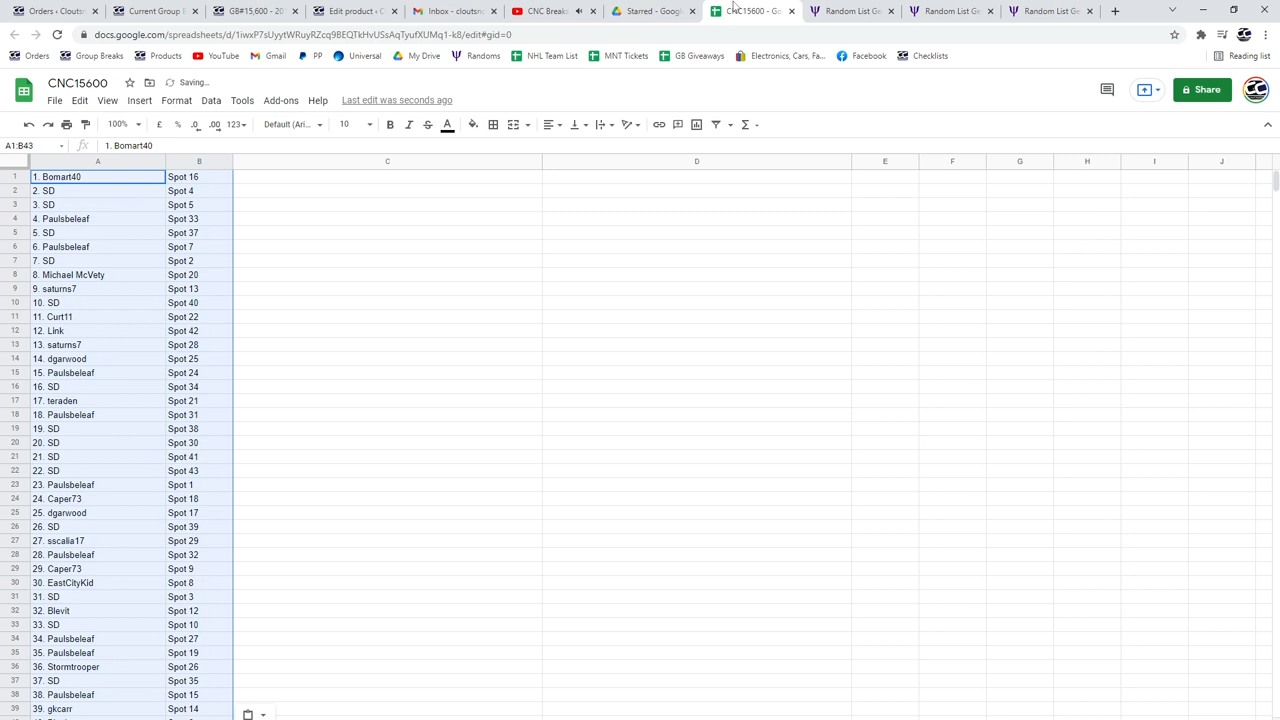 Orders · Cloutsno
Current Group B
GB#15,600 - 20
Edit product ‹ C
Inbox - cloutsno
CNC Breaks
Starred - Google
CNC15600 - Go
Random List Ge
Random List Ge
Random List Ge
docs.google.com/spreadsheets/d/1iwxP7sUyytWRuyRZcq9BEQTkHvUSsAqTyufXUMq1-k8/edit#gid=0
Orders
Group Breaks
Products
YouTube
Gmail
PP
Universal
My Drive
Randoms
NHL Team List
MNT Tickets
GB Giveaways
Electronics, Cars, Fa...
Facebook
Checklists
Reading list
CNC15600
Saving...
File Edit View Insert Format Data Tools Add-ons Help Last edit was seconds ago
Share
100% £ % .0 .00 123 Default (Ari... 10 B I S A
A1:B43 fx 1. Bomart40
A B C D E F G H I J
1 1. Bomart40 Spot 16
2 2. SD Spot 4
3 3. SD Spot 5
4 4. Paulsbeleaf Spot 33
5 5. SD Spot 37
6 6. Paulsbeleaf Spot 7
7 7. SD Spot 2
8 8. Michael McVety Spot 20
9 9. saturns7 Spot 13
10 10. SD Spot 40
11 11. Curt11 Spot 22
12 12. Link Spot 42
13 13. saturns7 Spot 28
14 14. dgarwood Spot 25
15 15. Paulsbeleaf Spot 24
16 16. SD Spot 34
17 17. teraden Spot 21
18 18. Paulsbeleaf Spot 31
19 19. SD Spot 38
20 20. SD Spot 30
21 21. SD Spot 41
22 22. SD Spot 43
23 23. Paulsbeleaf Spot 1
24 24. Caper73 Spot 18
25 25. dgarwood Spot 17
26 26. SD Spot 39
27 27. sscalia17 Spot 29
28 28. Paulsbeleaf Spot 32
29 29. Caper73 Spot 9
30 30. EastCityKid Spot 8
31 31. SD Spot 3
32 32. Blevit Spot 12
33 33. SD Spot 10
34 34. Paulsbeleaf Spot 27
35 35. Paulsbeleaf Spot 19
36 36. Stormtrooper Spot 26
37 37. SD Spot 35
38 38. Paulsbeleaf Spot 15
39 39. gkcarr Spot 14